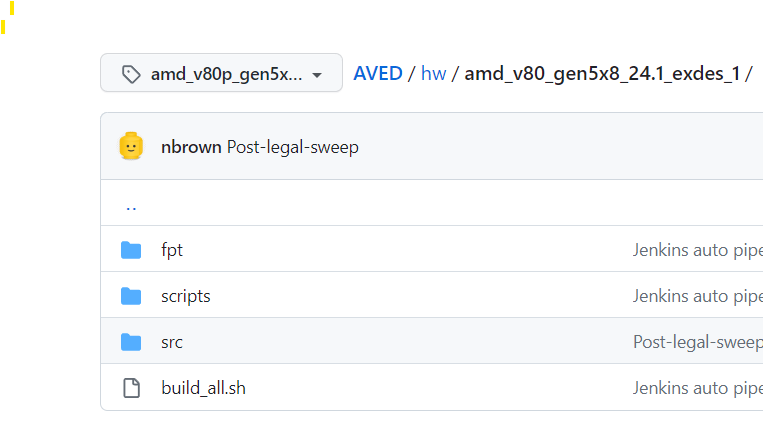 amd_v80p_gen5x... AVED / hw / amd_v80_gen5x8_24.1_exdes_1 /
nbrown Post-legal-sweep
..
fpt Jenkins auto pipe
scripts Jenkins auto pipe
src Post-legal-sweep
build_all.sh Jenkins auto pipe